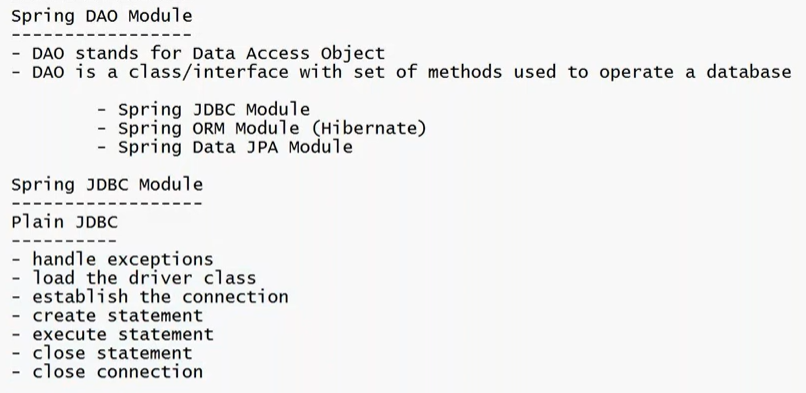 Spring DAO Module
-----------------
- DAO stands for Data Access Object
- DAO is a class/interface with set of methods used to operate a database
- Spring JDBC Module
- Spring ORM Module (Hibernate)
- Spring Data JPA Module
Spring JDBC Module
------------------
Plain JDBC
----------
- handle exceptions
- load the driver class
- establish the connection
- create statement
- execute statement
- close statement
- close connection